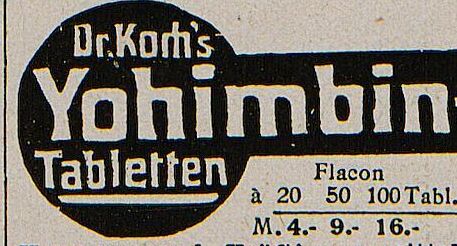 Dr.Koch's
Yohimbin-
Tabletten
Flacon
à 20 50 100 Tabl.
M. 4.- 9.- 16.-